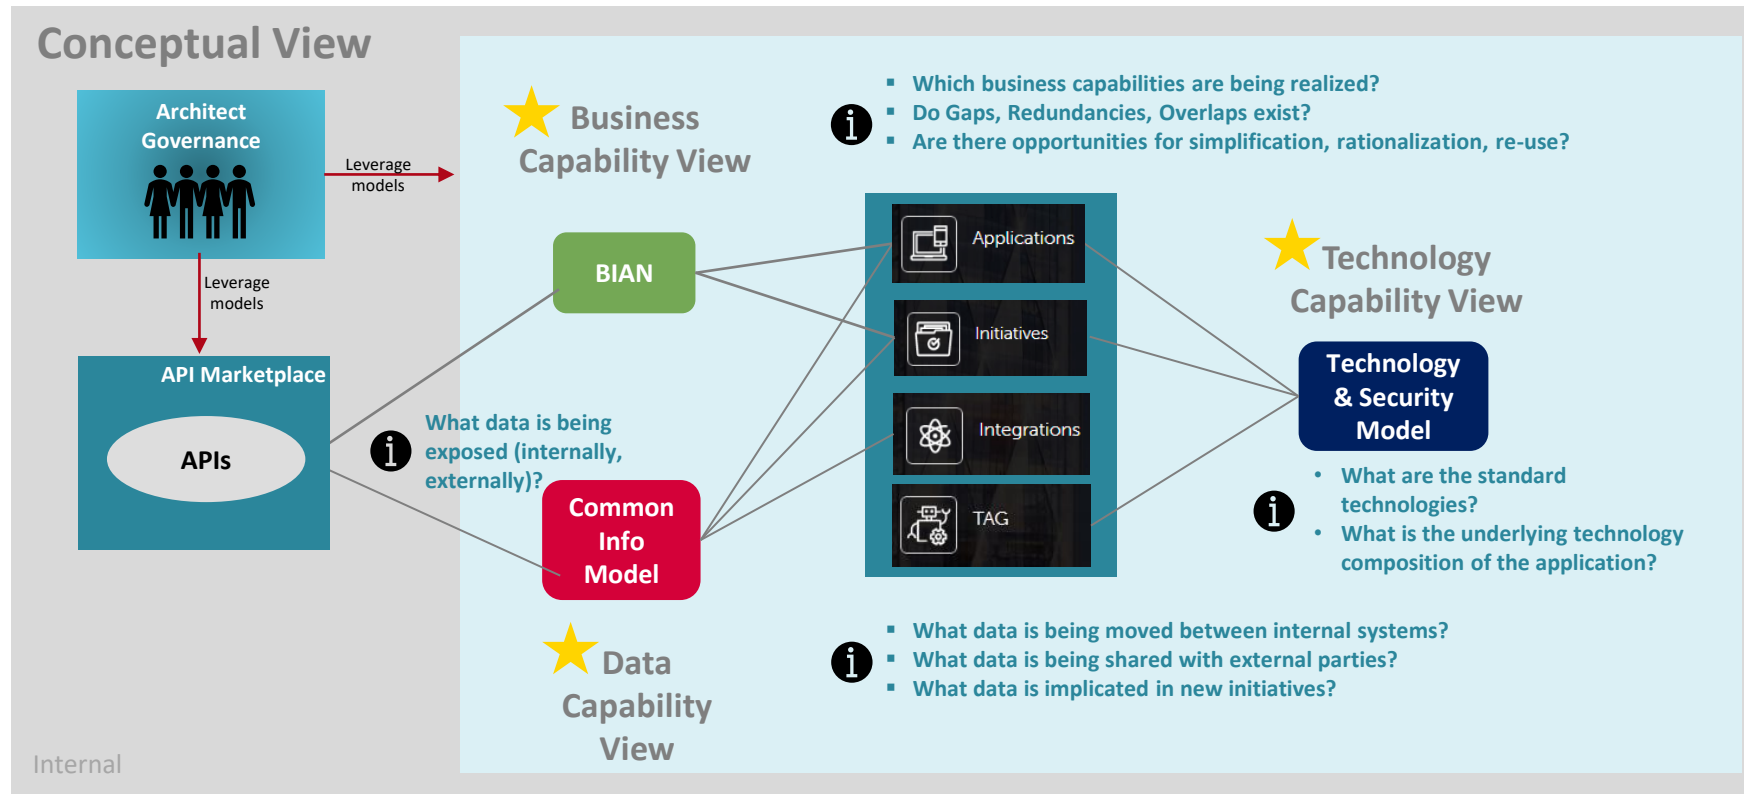 Conceptual View
Architect
Governance
Leverage
models
Leverage
models
API Marketplace
APIs
What data is being
exposed (internally,
externally)?
Business
Capability View
Which business capabilities are being realized?
Do Gaps, Redundancies, Overlaps exist?
Are there opportunities for simplification, rationalization, re-use?
BIAN
Common
Info
Model
Applications
Initiatives
Integrations
TAG
Technology
Capability View
Technology
& Security
Model
What are the standard
technologies?
What is the underlying technology
composition of the application?
Data
Capability
View
What data is being moved between internal systems?
What data is being shared with external parties?
What data is implicated in new initiatives?
Internal